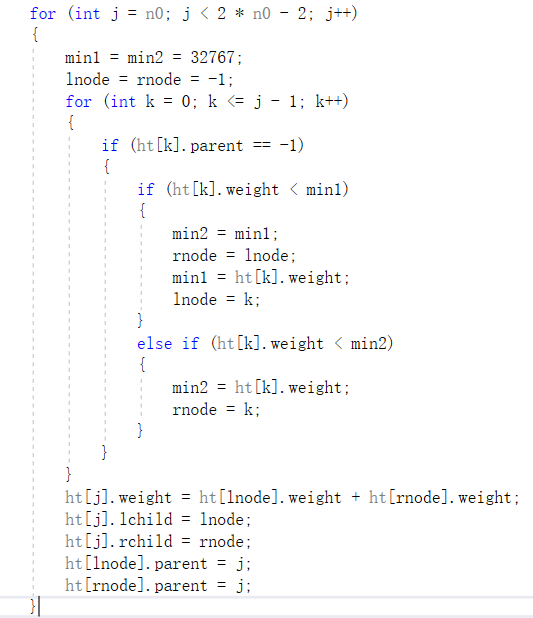 for (int j = n0; j < 2 * n0 - 2; j++)
{
min1 = min2 = 32767;
lnode = rnode = -1;
for (int k = 0; k <= j - 1; k++)
{
if (ht[k].parent == -1)
{
if (ht[k].weight < min1)
{
min2 = min1;
rnode = lnode;
min1 = ht[k].weight;
lnode = k;
}
else if (ht[k].weight < min2)
{
min2 = ht[k].weight;
rnode = k;
}
}
}
ht[j].weight = ht[lnode].weight + ht[rnode].weight;
ht[j].lchild = lnode;
ht[j].rchild = rnode;
ht[lnode].parent = j;
ht[rnode].parent = j;
}